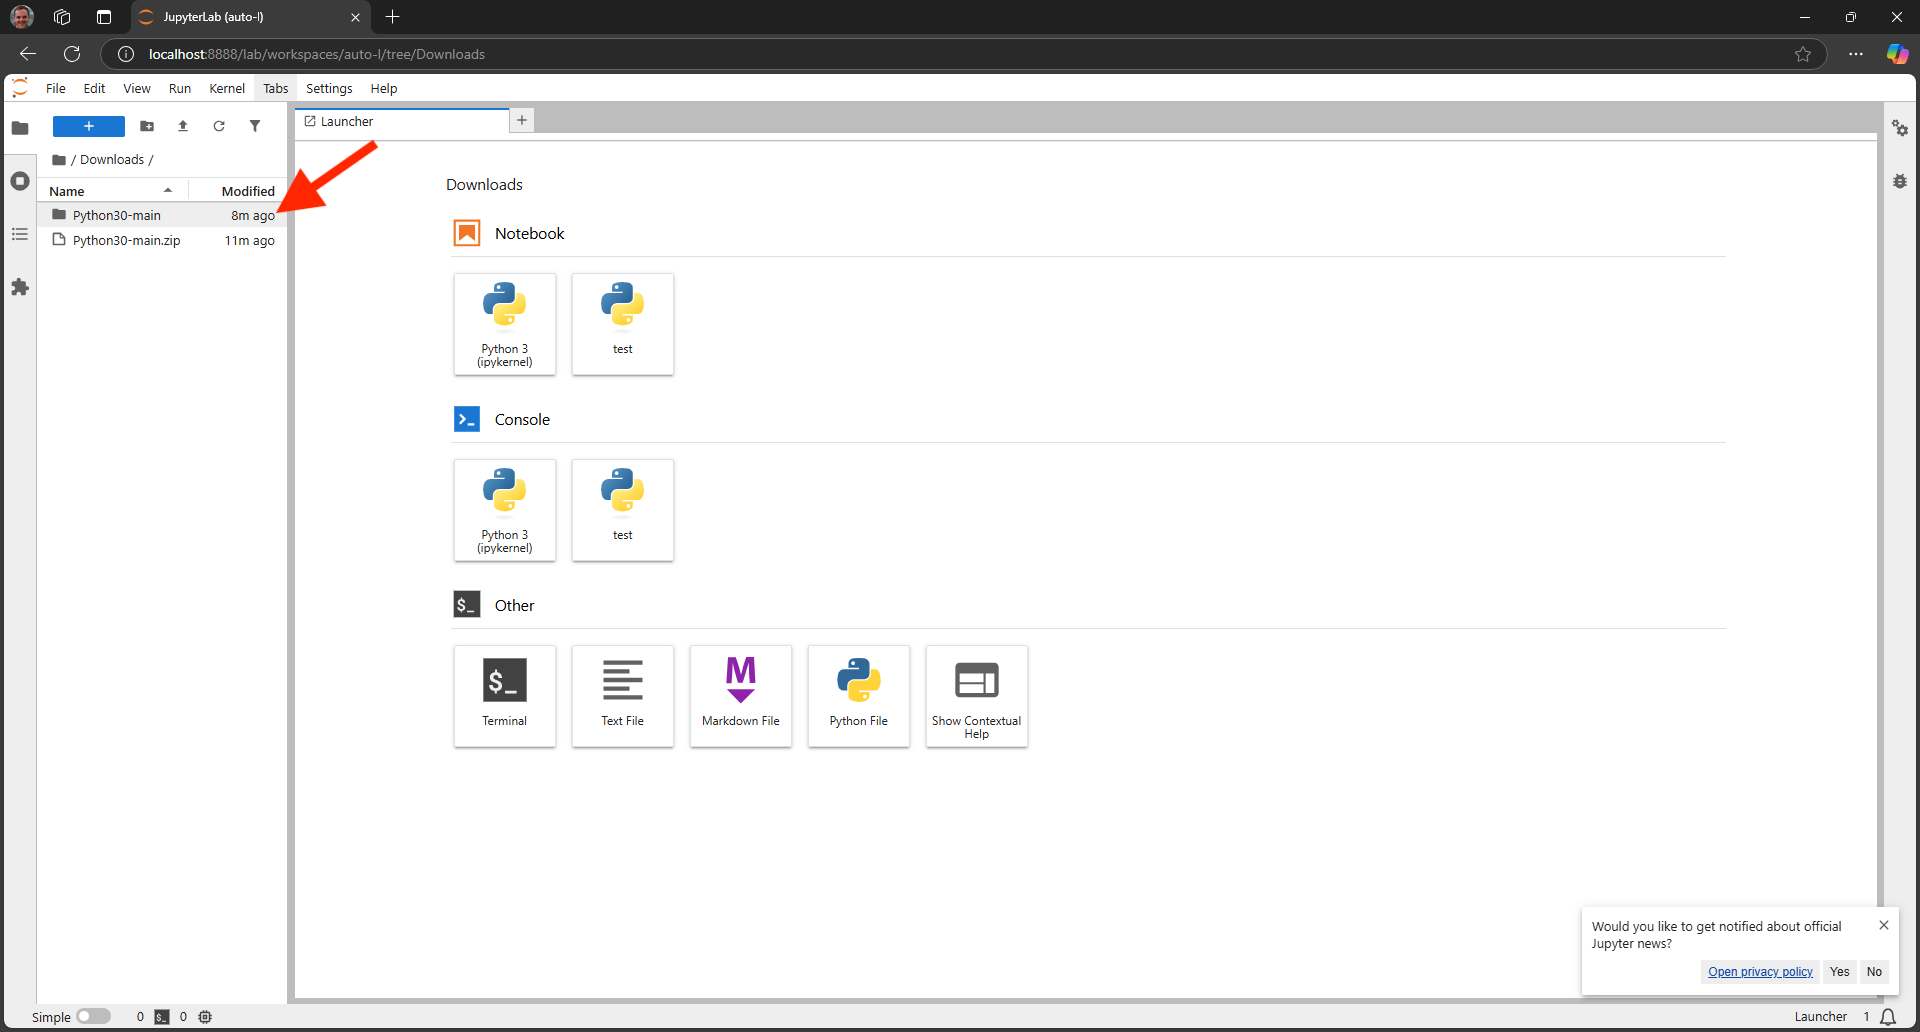 JupyterLab (auto-l)
localhost:8888/lab/workspaces/auto-l/tree/Downloads
File Edit View Run Kernel Tabs Settings Help
+
Launcher
/ Downloads /
Name Modified
Python30-main 8m ago
Python30-main.zip 11m ago
Downloads
Notebook
Python 3
(ipykernel)
test
Console
Python 3
(ipykernel)
test
$_ Other
$_
Terminal
Text File
M
Markdown File
Python File
Show Contextual
Help
Would you like to get notified about official
Jupyter news?
Open privacy policy Yes No
Simple 0 $_ 0
Launcher 1